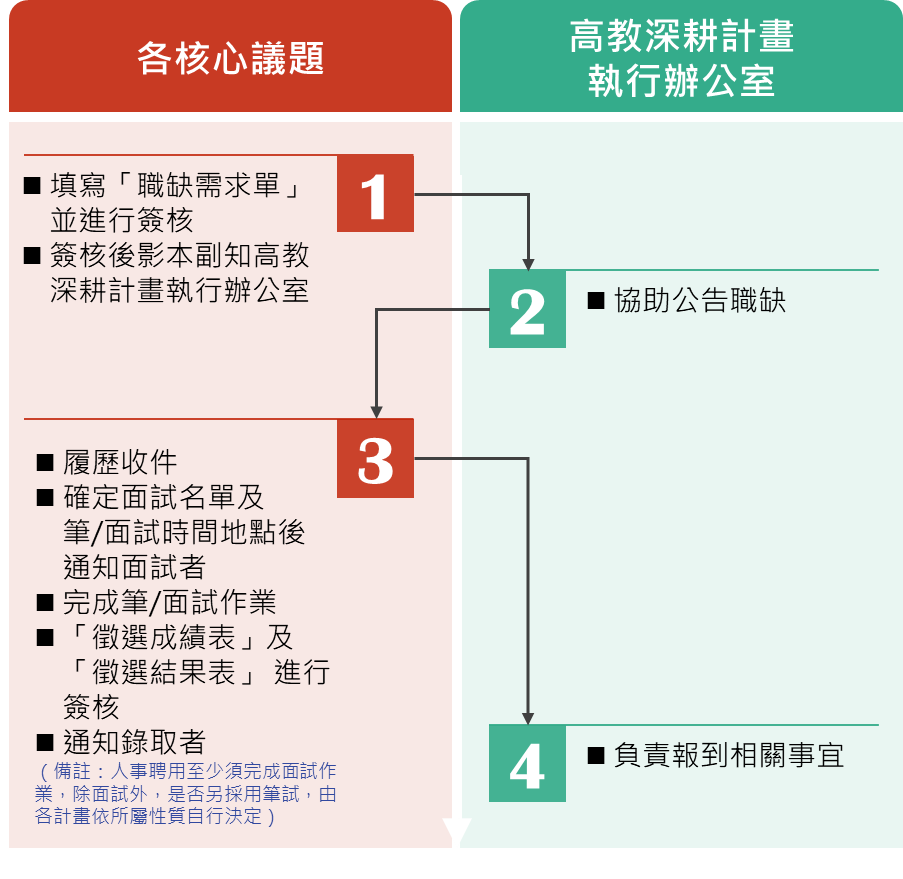 各核心議題
高教深耕計畫
執行辦公室
1
■ 填寫「職缺需求單」
並進行簽核
■ 簽核後影本副知高教
深耕計畫執行辦公室
2
■ 協助公告職缺
3
■ 履歷收件
■ 確定面試名單及
筆/面試時間地點後
通知面試者
■ 完成筆/面試作業
■ 「徵選成績表」及
「徵選結果表」 進行
簽核
■ 通知錄取者
（備註：人事聘用至少須完成面試作
業，除面試外，是否另採用筆試，由
各計畫依所屬性質自行決定）
4
■ 負責報到相關事宜